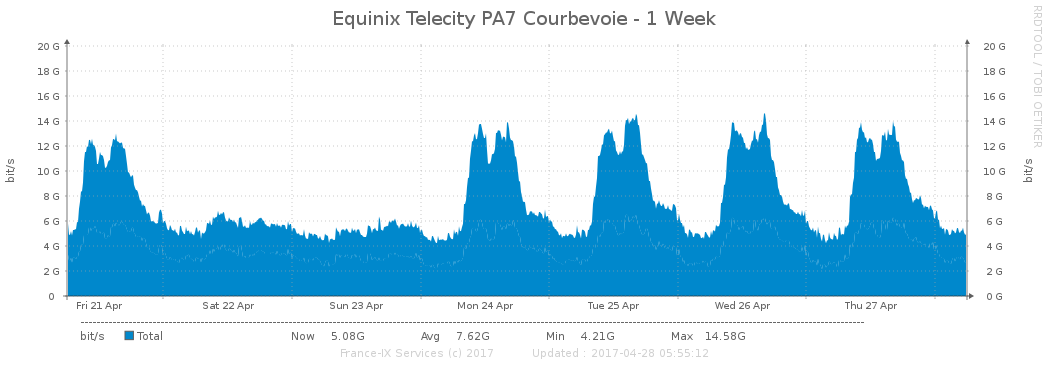 Equinix Telecity PA7 Courbevoie - 1 Week
RRDTOOL / TOBI OETIKER
20 G 20 G
18 G 18 G
16 G 16 G
14 G 14 G
12 G 12 G
10 G 10 G
8 G 8 G
6 G 6 G
4 G 4 G
2 G 2 G
0 0 G
bit/s
bit/s
Fri 21 Apr Sat 22 Apr Sun 23 Apr Mon 24 Apr Tue 25 Apr Wed 26 Apr Thu 27 Apr
bit/s Total Now 5.08G Avg 7.62G Min 4.21G Max 14.58G
France-IX Services (c) 2017 Updated : 2017-04-28 05:55:12